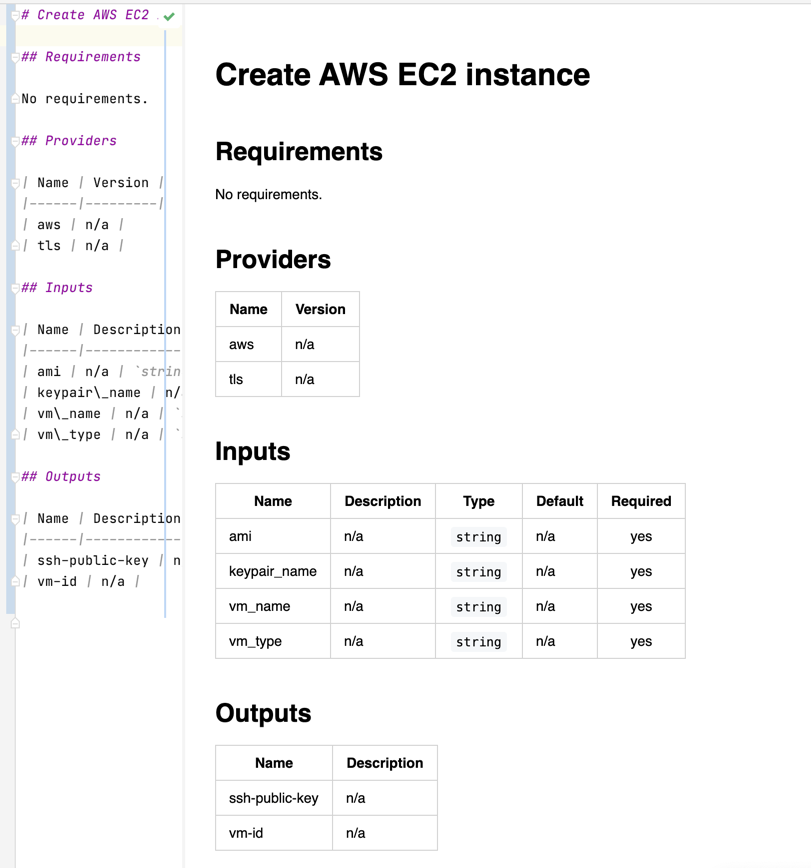 # Create AWS EC2
## Requirements
No requirements.
## Providers
| Name | Version |
|------|---------|
| aws | n/a |
| tls | n/a |
## Inputs
| Name | Description
|------|------------
| ami | n/a | `strin
| keypair\_name | n/
| vm\_name | n/a | `
| vm\_type | n/a | `
## Outputs
| Name | Description
|------|------------
| ssh-public-key | n
| vm-id | n/a |
Create AWS EC2 instance
Requirements
No requirements.
Providers
Name Version
aws n/a
tls n/a
Inputs
Name Description Type Default Required
ami n/a string n/a yes
keypair_name n/a string n/a yes
vm_name n/a string n/a yes
vm_type n/a string n/a yes
Outputs
Name Description
ssh-public-key n/a
vm-id n/a